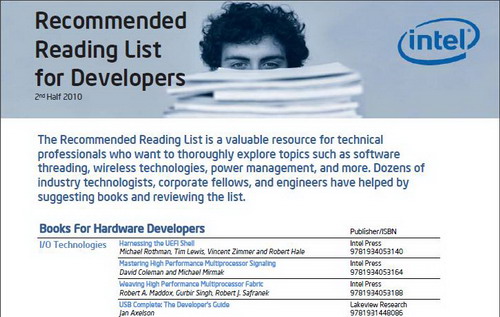 Recommended
Reading List
for Developers
2nd Half 2010
intel
The Recommended Reading List is a valuable resource for technical
professionals who want to thoroughly explore topics such as software
threading, wireless technologies, power management, and more. Dozens of
industry technologists, corporate fellows, and engineers have helped by
suggesting books and reviewing the list.
Books For Hardware Developers Publisher/ISBN
I/O Technologies Harnessing the UEFI Shell Intel Press
Michael Rothman, Tim Lewis, Vincent Zimmer and Robert Hale 9781934053140
Mastering High Performance Multiprocessor Signaling Intel Press
David Coleman and Michael Mirmak 9781934053164
Weaving High Performance Multiprocessor Fabric Intel Press
Robert A. Maddox, Gurbir Singh, Robert J. Safranek 9781934053188
USB Complete: The Developer's Guide Lakeview Research
Jan Axelson 9781931448086